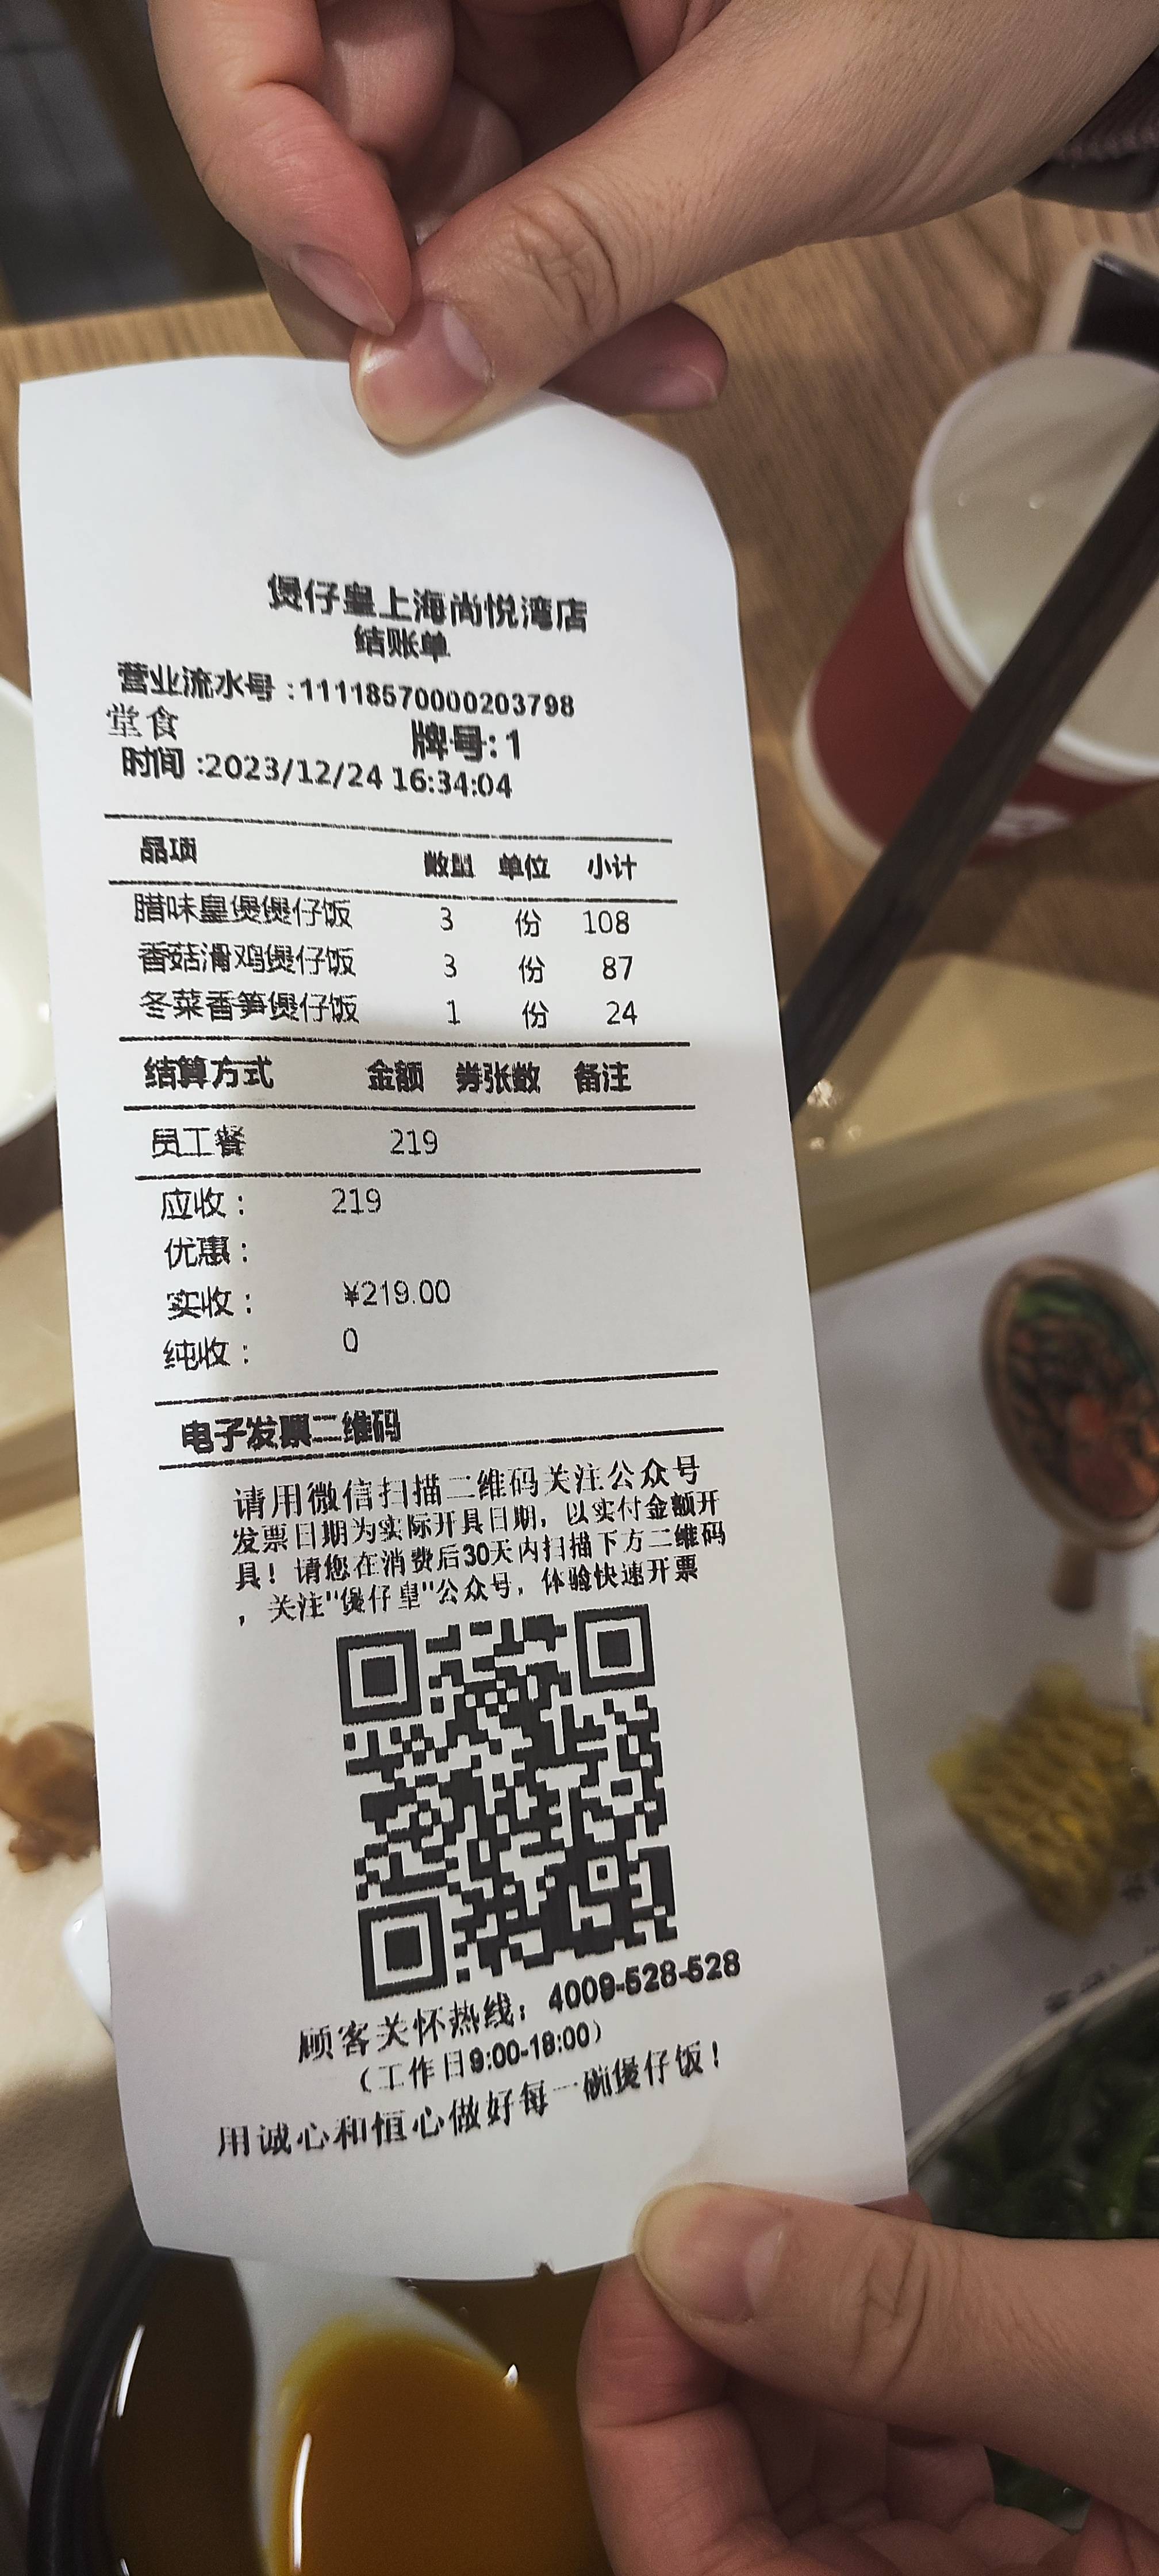 煲仔皇上海尚悦湾店
结账单
营业流水号:11118570000203798
堂食 牌号:1
时间:2023/12/24 16:34:04
品项 数量 单位 小计
腊味皇煲煲仔饭 3 份 108
香菇滑鸡煲仔饭 3 份 87
冬菜香笋煲仔饭 1 份 24
结算方式 金额 券张数 备注
员工餐 219
应收: 219
优惠:
实收: ¥219.00
纯收: 0
电子发票二维码
请用微信扫描二维码关注公众号
发票日期为实际开具日期，以实付金额开
具！请您在消费后30天内扫描下方二维码
，关注"煲仔皇"公众号，体验快速开票
顾客关怀热线：4009-528-528
（工作日9:00-18:00）
用诚心和恒心做好每一碗煲仔饭！